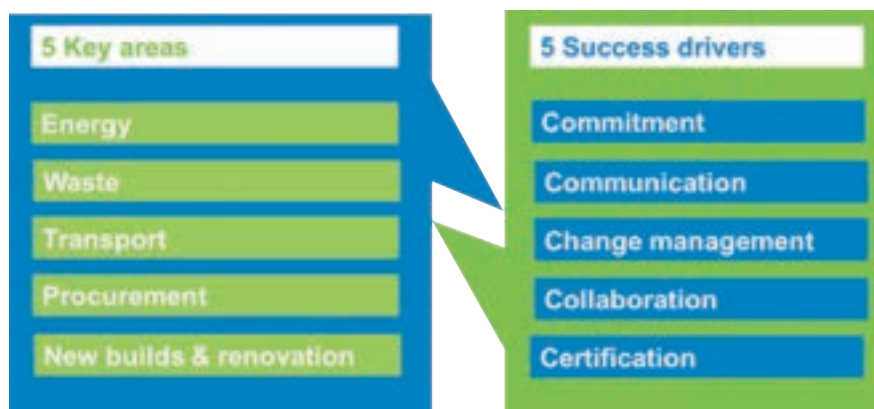 5 Key areas
Energy
Waste
Transport
Procurement
New builds & renovation
5 Success drivers
Commitment
Communication
Change management
Collaboration
Certification